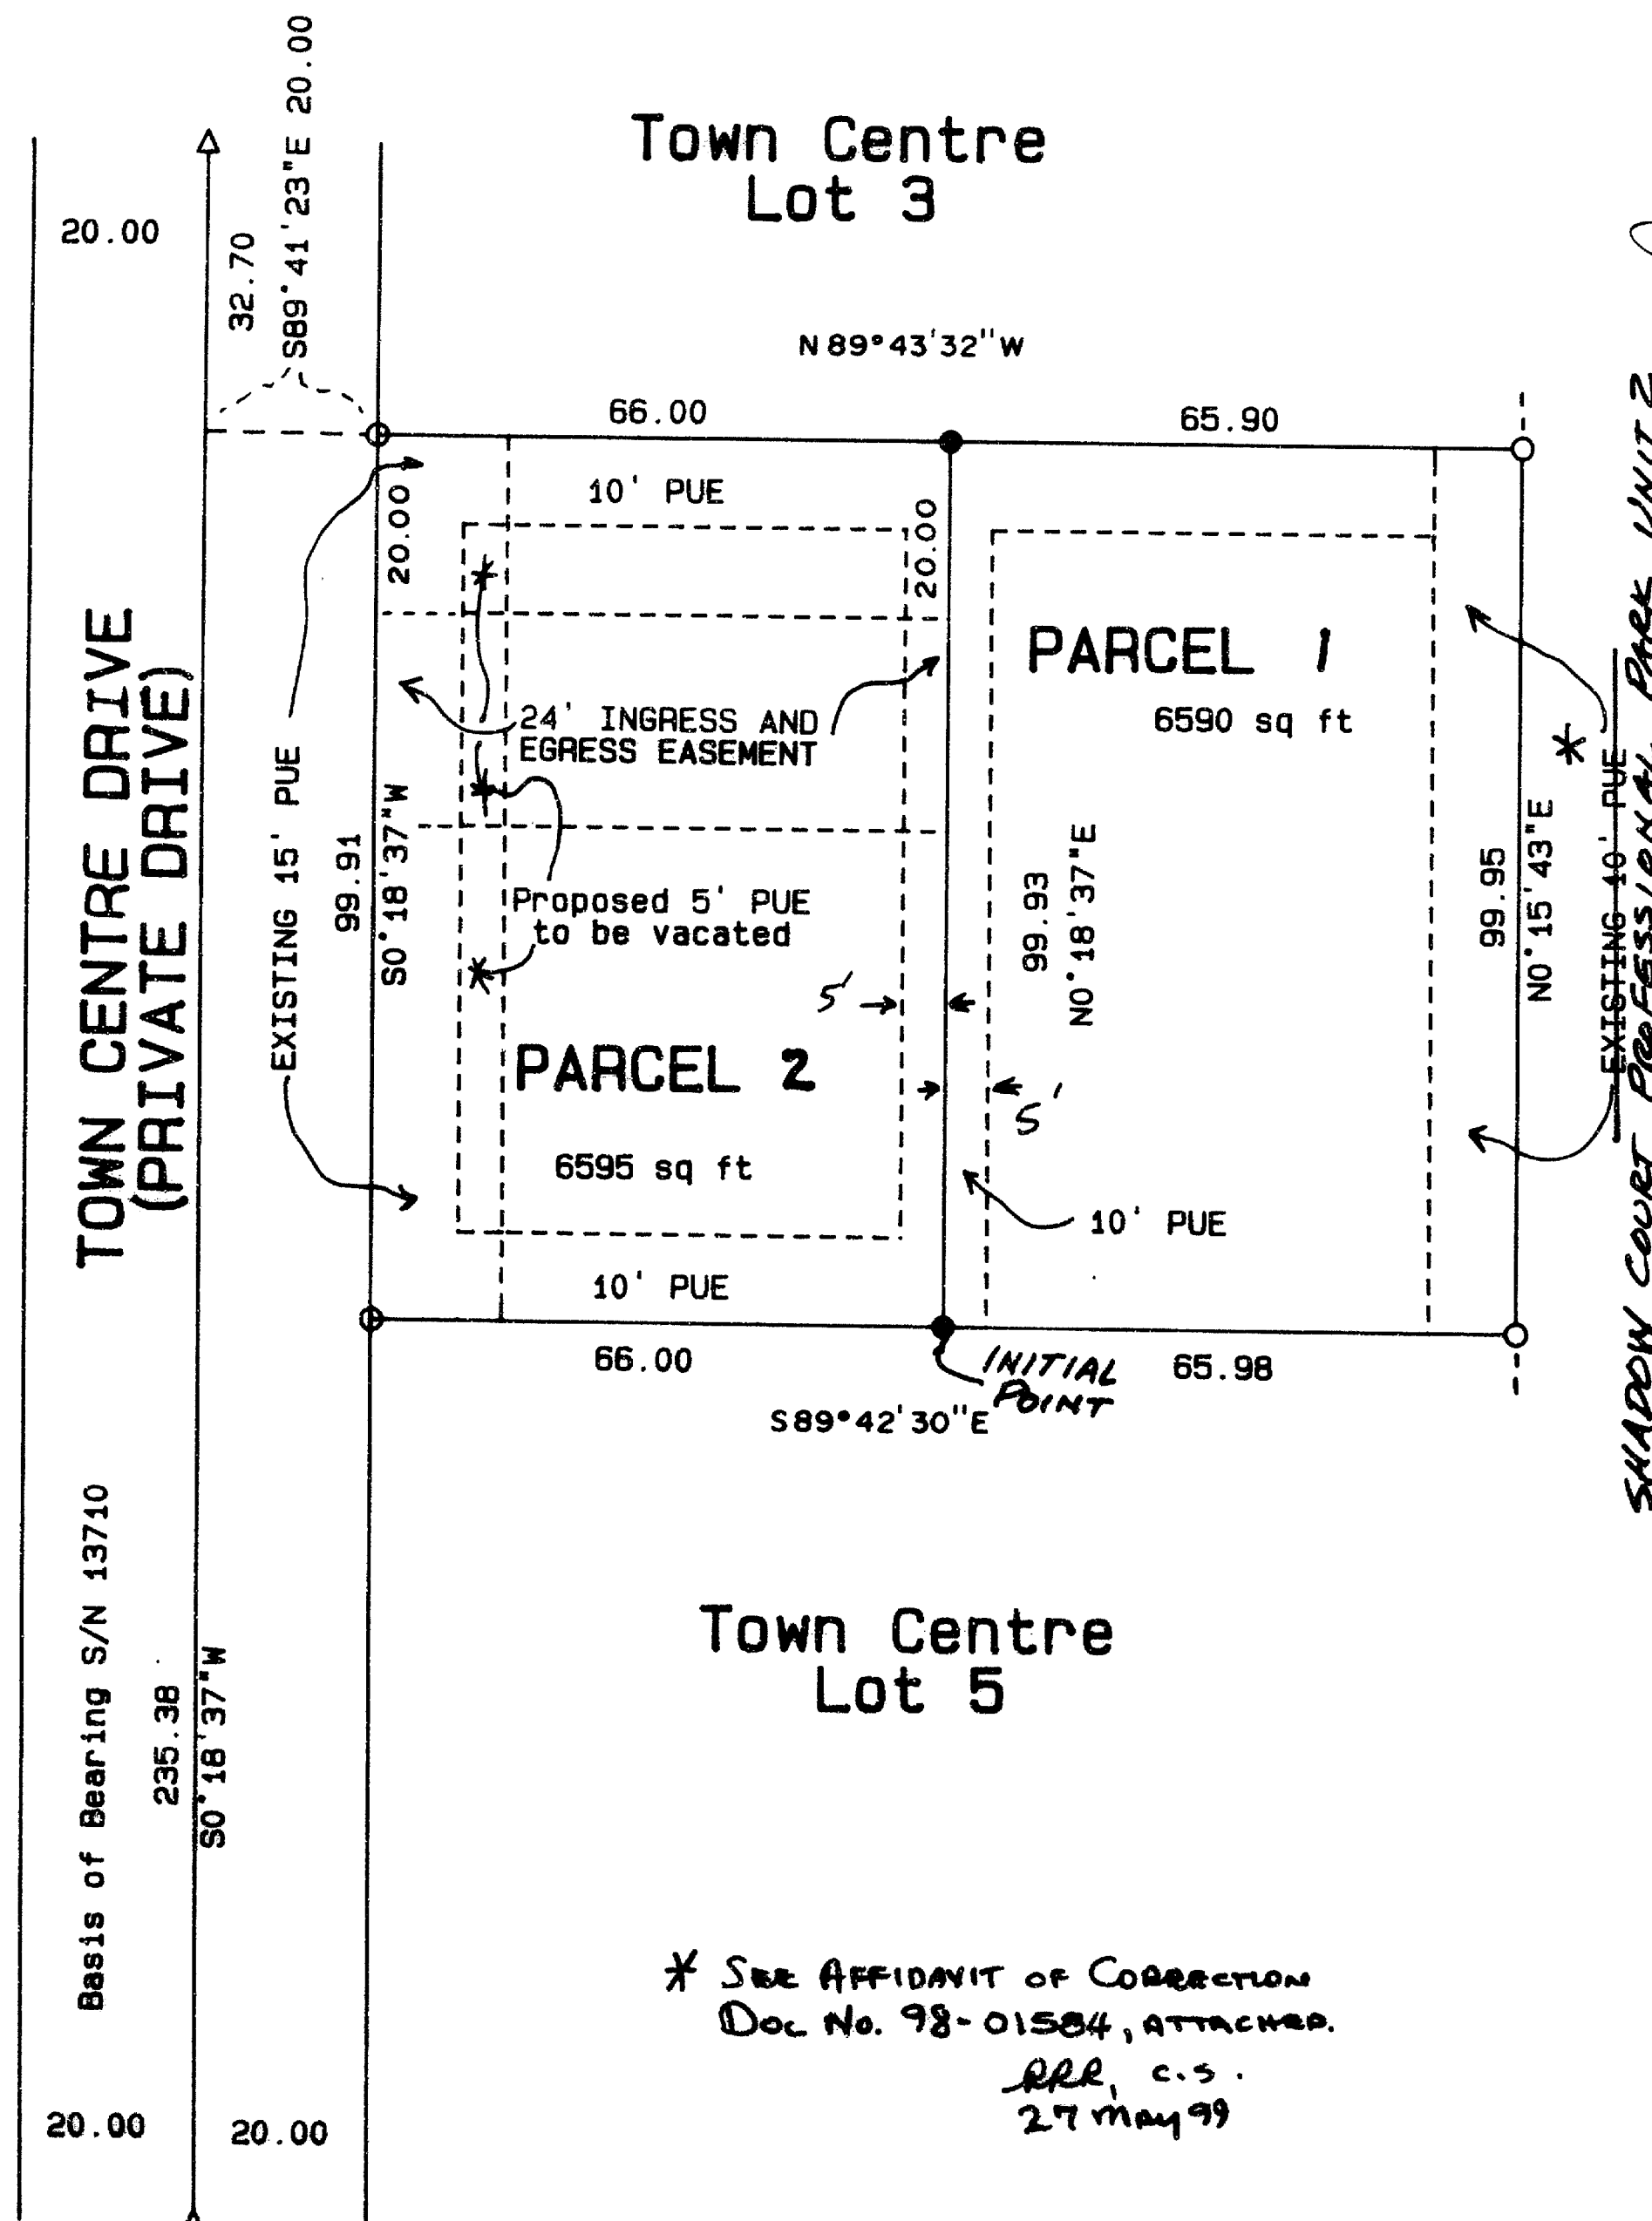 Town Centre
Lot 3
20.00
32.70
S89°41'23"E 20.00
N 89°43'32" W
66.00
65.90
10' PUE
20.00
20.00
PARCEL 1
6590 sq ft
24' INGRESS AND
EGRESS EASEMENT
TOWN CENTRE DRIVE
(PRIVATE DRIVE)
EXISTING 15' PUE
99.91
S0°18'37"W
Proposed 5' PUE
to be vacated
5'
99.93
N0°18'37"E
99.95
N0°15'43"E
*
EXISTING 10' PUE
SHADOW COURT PROFESSIONAL PARK UNIT 2
PARCEL 2
5'
6595 sq ft
10' PUE
10' PUE
66.00
INITIAL
POINT
65.98
S89°42'30"E
Basis of Bearing S/N 13710
235.38
S0°18'37"W
Town Centre
Lot 5
* SEE AFFIDAVIT OF CORRECTION
DOC NO. 98-01584, ATTACHED.
RRR, C.S.
27 May 99
20.00
20.00